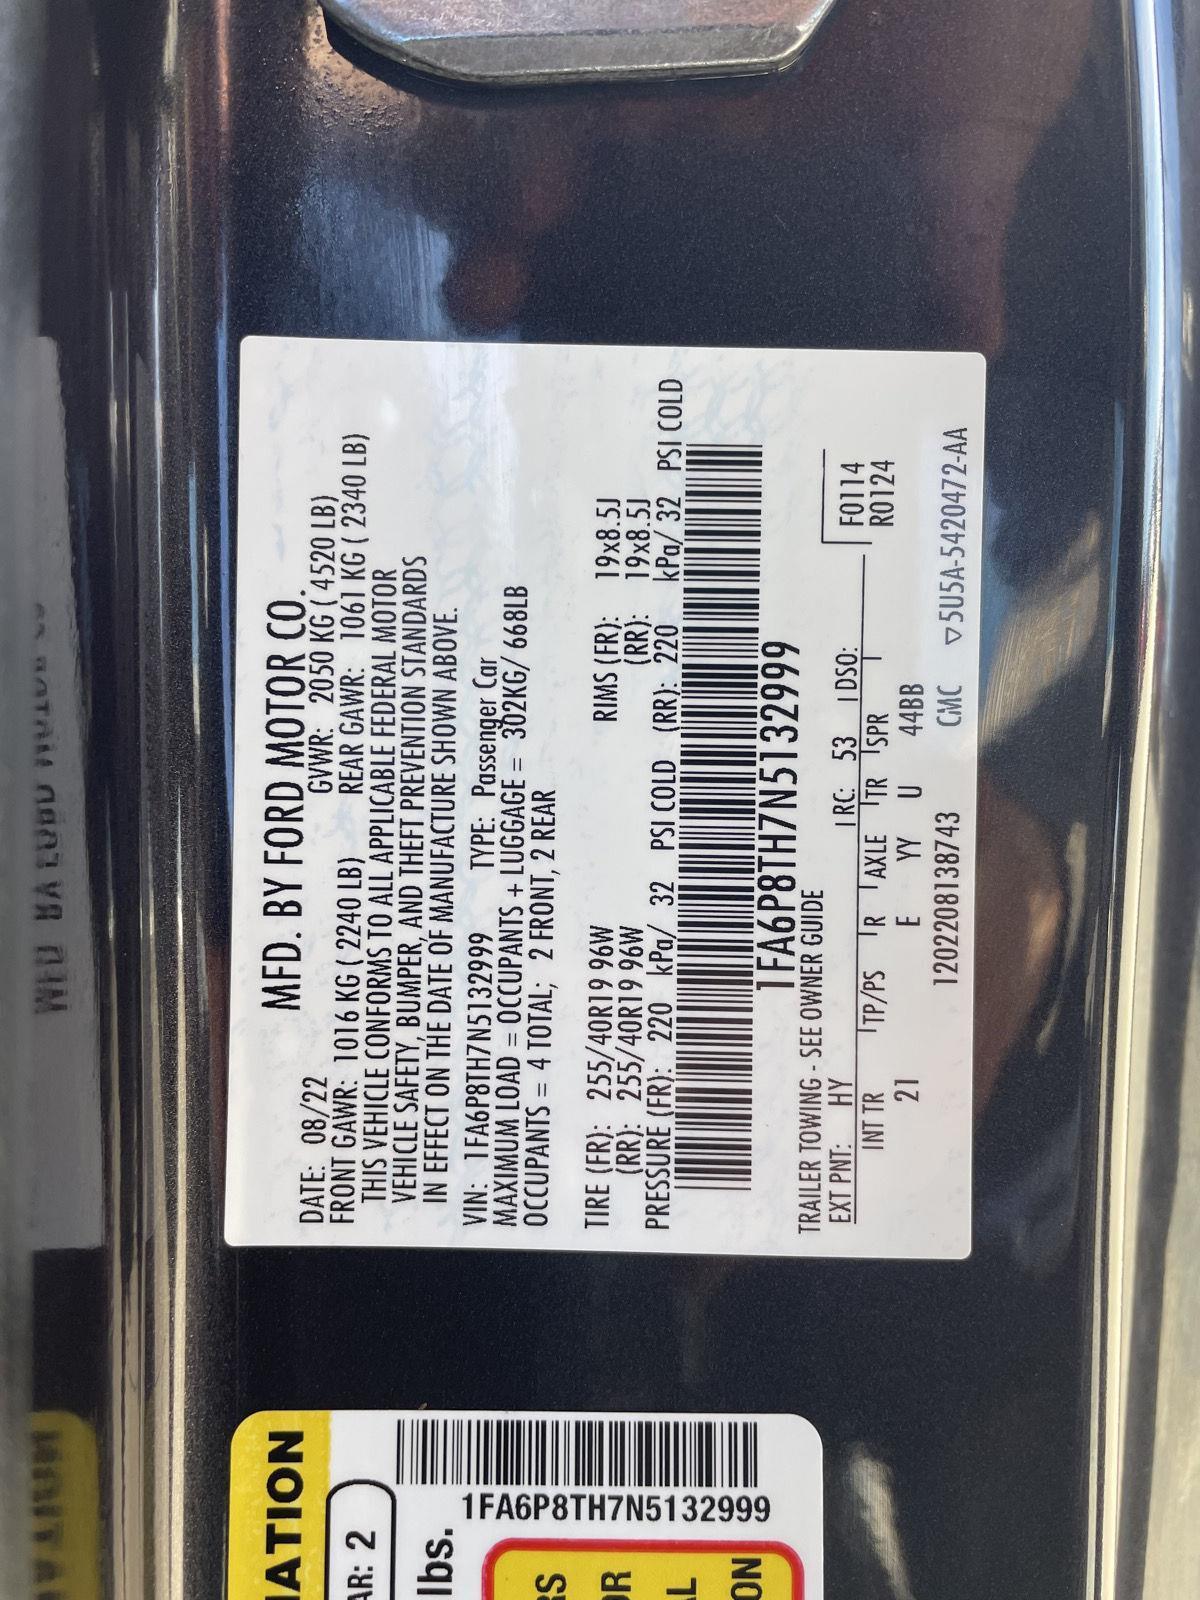 MFD. BY FORD MOTOR CO.
DATE: 08/22 GVWR: 2050 KG ( 4520 LB)
FRONT GAWR: 1016 KG ( 2240 LB) REAR GAWR: 1061 KG ( 2340 LB)
THIS VEHICLE CONFORMS TO ALL APPLICABLE FEDERAL MOTOR
VEHICLE SAFETY, BUMPER, AND THEFT PREVENTION STANDARDS
IN EFFECT ON THE DATE OF MANUFACTURE SHOWN ABOVE.
VIN: 1FA6P8TH7N5132999 TYPE: Passenger Car
MAXIMUM LOAD = OCCUPANTS + LUGGAGE = 302KG/ 668LB
OCCUPANTS = 4 TOTAL; 2 FRONT, 2 REAR
TIRE (FR): 255/40R19 96W RIMS (FR): 19x8.5J
(RR): 255/40R19 96W (RR): 19x8.5J
PRESSURE (FR): 220 kPa/ 32 PSI COLD (RR): 220 kPa/ 32 PSI COLD
1FA6P8TH7N5132999
TRAILER TOWING - SEE OWNER GUIDE
EXT PNT: HY RC: 53 DSO: F0114
R0124
INT TR TP/PS R AXLE TR SPR
21 E YY U 44BB
1202208138743 CMC ▽5U5A-5420472-AA
ATION
AR: 2
1FA6P8TH7N5132999
lbs.
RS
OR
AL
ON